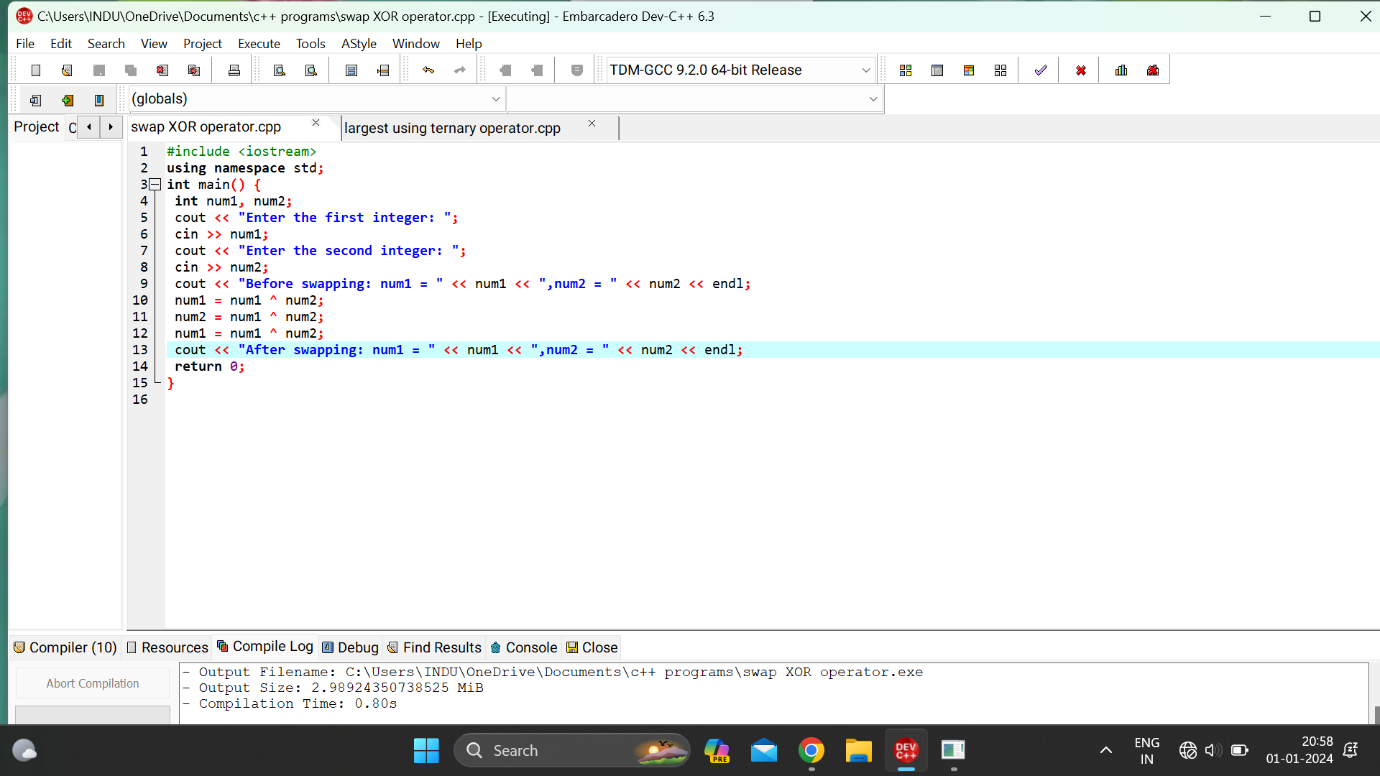 C:\Users\INDU\OneDrive\Documents\c++ programs\swap XOR operator.cpp - [Executing] - Embarcadero Dev-C++ 6.3
File Edit Search View Project Execute Tools AStyle Window Help
TDM-GCC 9.2.0 64-bit Release
(globals)
Project C swap XOR operator.cpp largest using ternary operator.cpp
1 #include <iostream>
2 using namespace std;
3 int main() {
4 int num1, num2;
5 cout << "Enter the first integer: ";
6 cin >> num1;
7 cout << "Enter the second integer: ";
8 cin >> num2;
9 cout << "Before swapping: num1 = " << num1 << ",num2 = " << num2 << endl;
10 num1 = num1 ^ num2;
11 num2 = num1 ^ num2;
12 num1 = num1 ^ num2;
13 cout << "After swapping: num1 = " << num1 << ",num2 = " << num2 << endl;
14 return 0;
15 }
16
Compiler (10) Resources Compile Log Debug Find Results Console Close
Abort Compilation
- Output Filename: C:\Users\INDU\OneDrive\Documents\c++ programs\swap XOR operator.exe
- Output Size: 2.98924350738525 MiB
- Compilation Time: 0.80s
Search
PRE
DEV C++
ENG IN
20:58
01-01-2024